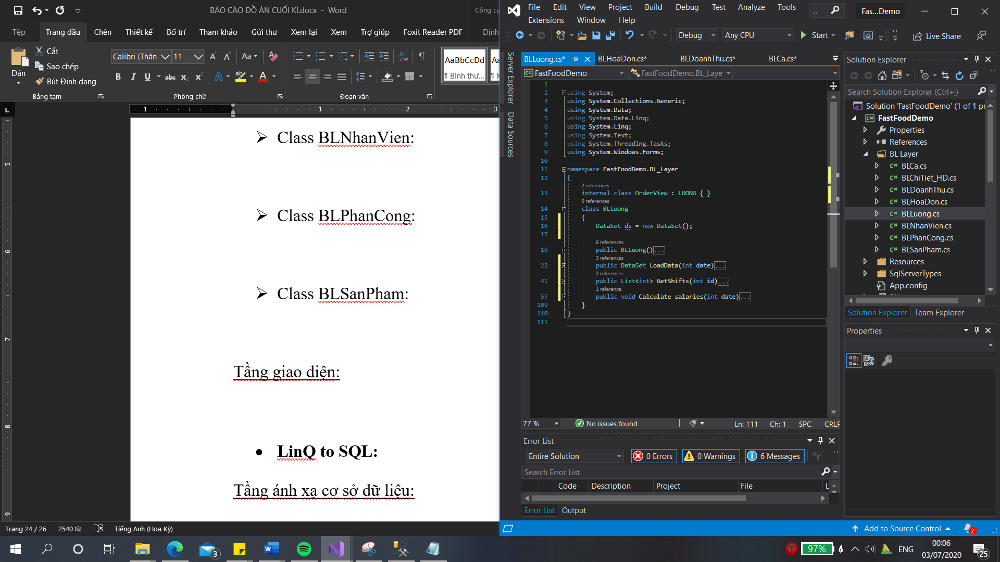 BÁO CÁO ĐỒ ÁN CUỐI KÌ.docx - Word
Công cụ
Tệp
Trang đầu
Chèn
Thiết kế
Bố trí
Tham khảo
Gửi thư
Xem lại
Xem
Trợ giúp
Foxit Reader PDF
Định
Dán
Cắt
Sao chép
Bút Định dạng
Bảng tạm
Calibri (Thân
11
Phông chữ
Đoạn văn
AaBbCcDd
¶ Bình thư...
Class BLNhanVien:
Class BLPhanCong:
Class BLSanPham:
Tầng giao diện:
LinQ to SQL:
Tầng ánh xạ cơ sở dữ liệu:
Trang 24 / 26
2540 từ
Tiếng Anh (Hoa Kỳ)
File Edit View Project Build Debug Test Analyze Tools
Extensions Window Help
...
Fas...Demo
Debug
Any CPU
Start
Live Share
Server Explorer
Data Sources
BLLuong.cs*
BLHoaDon.cs*
BLDoanhThu.cs*
BLCa.cs*
FastFoodDemo
FastFoodDemo.BL_Laye
1
2 using System;
3 using System.Collections.Generic;
4 using System.Data;
5 using System.Data.Linq;
6 using System.Linq;
7 using System.Text;
8 using System.Threading.Tasks;
9 using System.Windows.Forms;
10
11 namespace FastFoodDemo.BL_Layer
12 {
2 references
13 internal class OrderView : LUONG { }
9 references
14 class BLLuong
15 {
16 DataSet ds = new DataSet();
17
6 references
18 public BLLuong()...
3 references
22 public DataSet LoadData(int date)...
2 references
41 public List<int> GetShifts(int id)...
1 reference
57 public void Calculate_salaries(int date)...
109 }
110 }
111
77 %
No issues found
Ln: 111
Ch: 1
SPC
CRLF
Error List
Entire Solution
0 Errors
0 Warnings
6 Messages
Search Error List
Code
Description
Project
File
L
Error List
Output
Solution Explorer
Search Solution Explorer (Ctrl+;)
Solution 'FastFoodDemo' (1 of 1 pr
FastFoodDemo
Properties
References
BL Layer
BLCa.cs
BLChiTiet_HD.cs
BLDoanhThu.cs
BLHoaDon.cs
BLLuong.cs
BLNhanVien.cs
BLPhanCong.cs
BLSanPham.cs
Resources
SqlServerTypes
App.config
Solution Explorer
Team Explorer
Properties
Add to Source Control
2
3
97%
ENG
00:06
03/07/2020
25